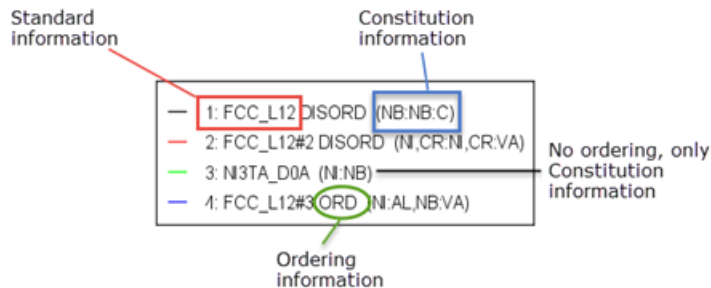 Standard
information
Constitution
information
1: FCC_L12 DISORD (NB:NB:C)
2: FCC_L12#2 DISORD (NI,CR:NI,CR:VA)
3: NI3TA_D0A (NI:NB)
4: FCC_L12#3 ORD (NI:AL,NB:VA)
No ordering, only
Constitution
information
Ordering
information